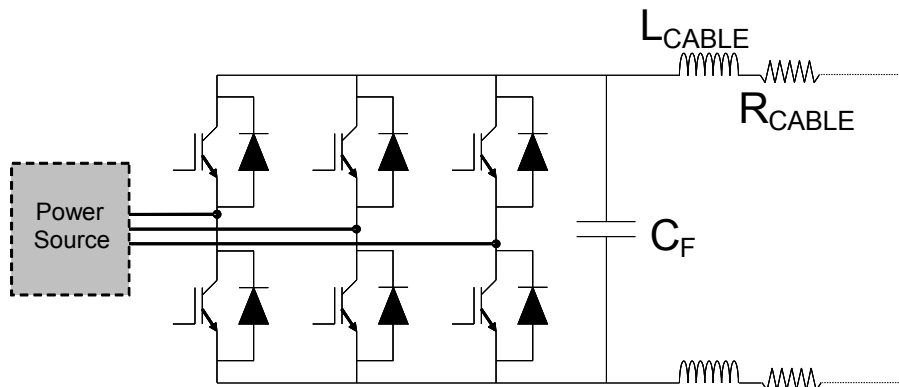 L_CABLE
R_CABLE
Power
Source
C_F